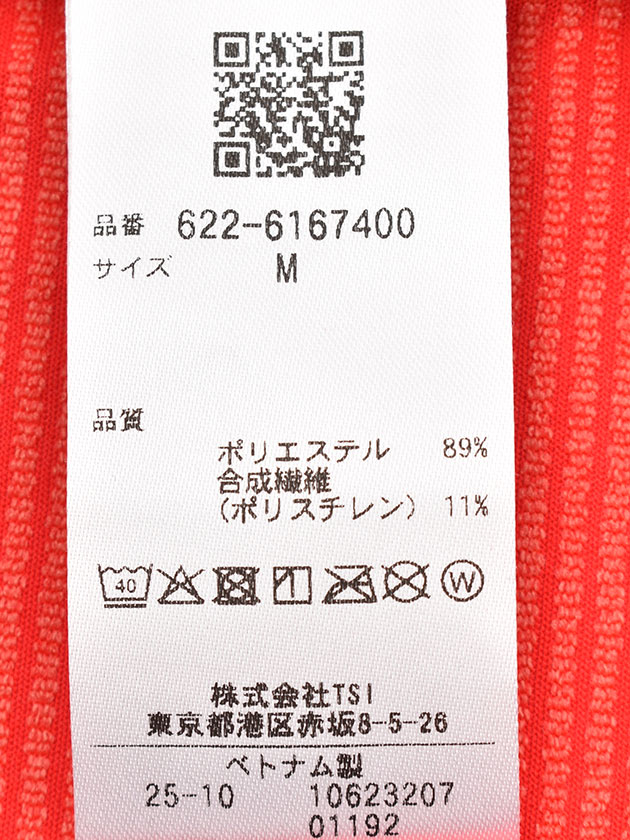 品番 622-6167400
サイズ M
品質
ポリエステル 89%
合成繊維
(ポリスチレン) 11%
40 W
株式会社TSI
東京都港区赤坂8-5-26
ベトナム製
25-10 10623207
01192